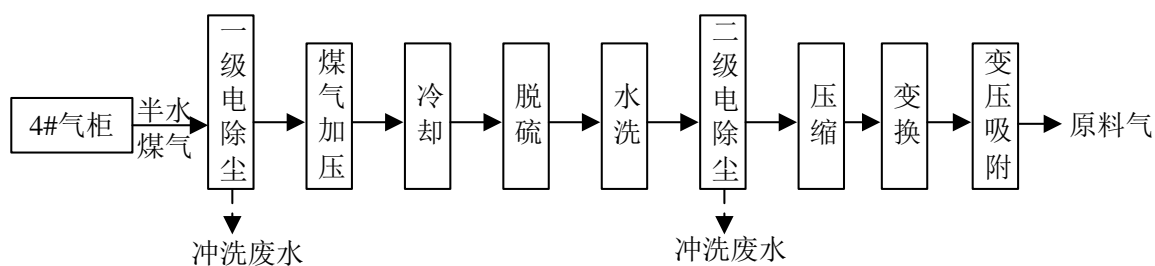 4#气柜
半水
煤气
一级电除尘
煤气加压
冷却
脱硫
水洗
二级电除尘
压缩
变换
变压吸附
原料气
冲洗废水
冲洗废水